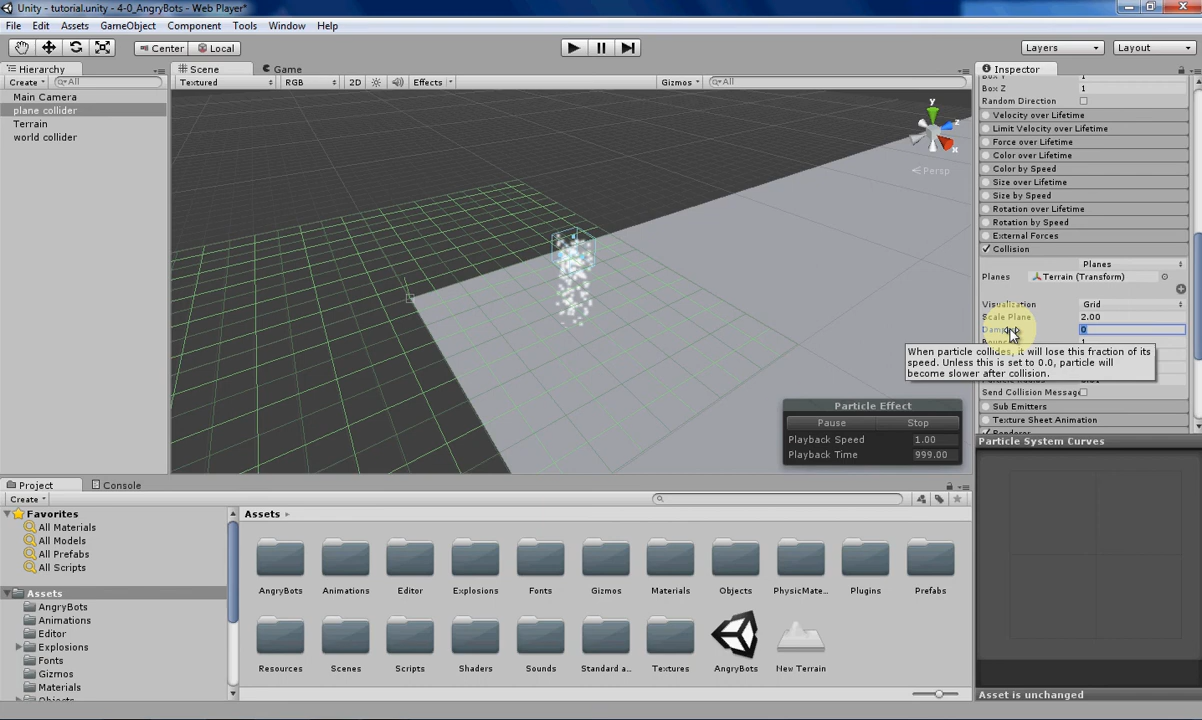 Unity - tutorial.unity - 4-0_AngryBots - Web Player*
File Edit Assets GameObject Component Tools Window Help
Center Local Layers Layout
Hierarchy
Create All
Main Camera
plane collider
Terrain
world collider
Scene Game
Textured RGB 2D Effects Gizmos All
y
z
x
Persp
Particle Effect
Pause Stop
Playback Speed 1.00
Playback Time 999.00
Inspector
Box Z 1
Random Direction
Velocity over Lifetime
Limit Velocity over Lifetime
Force over Lifetime
Color over Lifetime
Color by Speed
Size over Lifetime
Size by Speed
Rotation over Lifetime
Rotation by Speed
External Forces
Collision
Planes
Planes Terrain (Transform)
Visualization Grid
Scale Plane 2.00
0
When particle collides, it will lose this fraction of its
speed. Unless this is set to 0.0, particle will
become slower after collision.
Send Collision Message
Sub Emitters
Texture Sheet Animation
Particle System Curves
Asset is unchanged
Project Console
Create
Favorites
All Materials
All Models
All Prefabs
All Scripts
Assets
AngryBots
Animations
Editor
Explosions
Fonts
Gizmos
Materials
Assets
AngryBots Animations Editor Explosions Fonts Gizmos Materials Objects PhysicMate... Plugins Prefabs
Resources Scenes Scripts Shaders Sounds Standard a... Textures AngryBots New Terrain